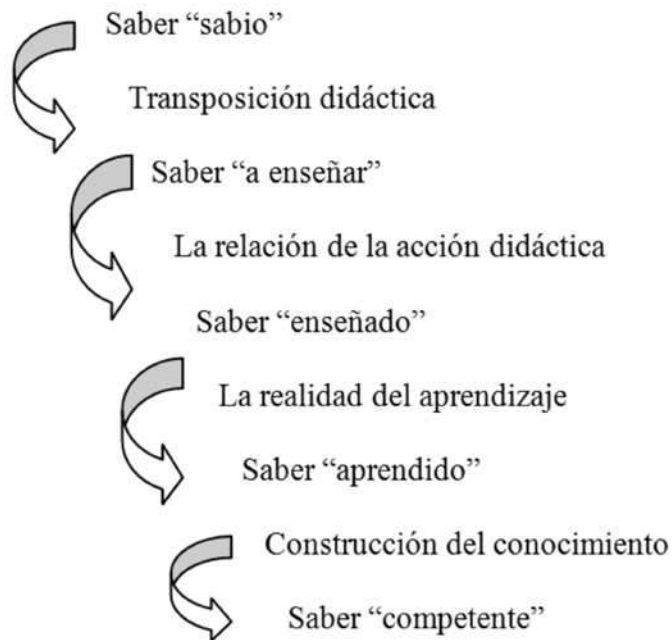 Saber “sabio”
Transposición didáctica
Saber “a enseñar”
La relación de la acción didáctica
Saber “enseñado”
La realidad del aprendizaje
Saber “aprendido”
Construcción del conocimiento
Saber “competente”